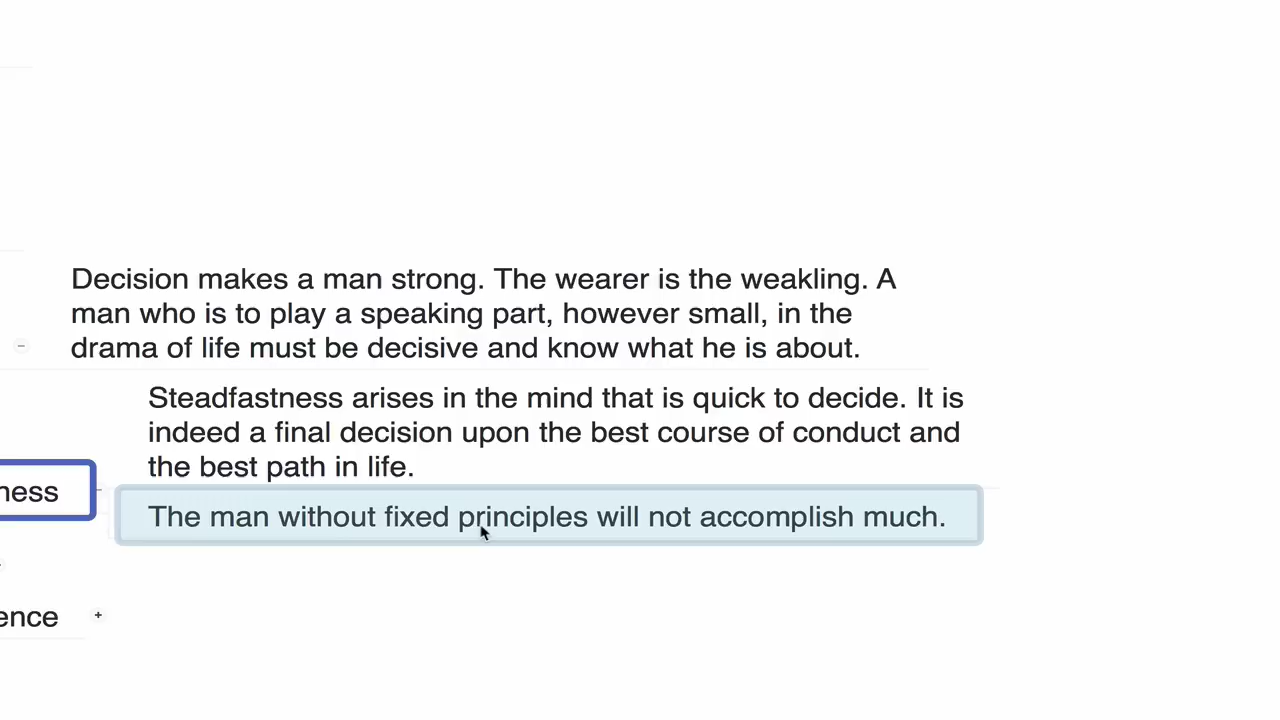 Decision makes a man strong. The wearer is the weakling. A
man who is to play a speaking part, however small, in the
drama of life must be decisive and know what he is about.
Steadfastness arises in the mind that is quick to decide. It is
indeed a final decision upon the best course of conduct and
the best path in life.
ness
The man without fixed principles will not accomplish much.
ence +